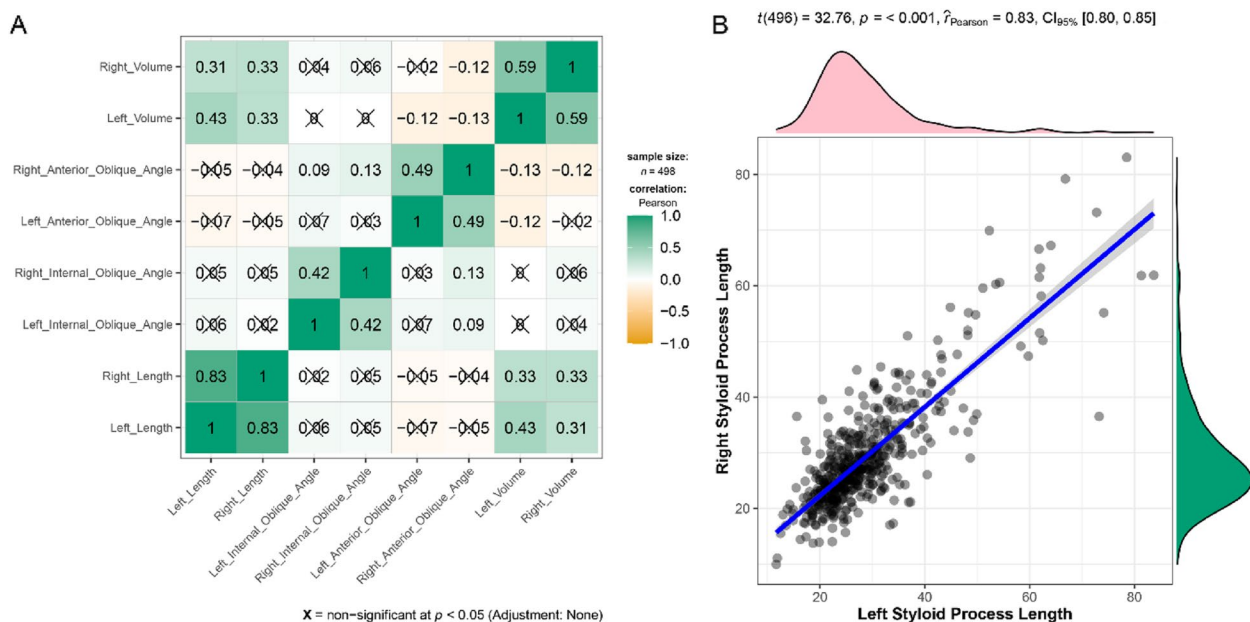 A
Right_Volume 0.31 0.33 0.04 0.06 −0.02 −0.12 0.59 1
Left_Volume 0.43 0.33 0 0 −0.12 −0.13 1 0.59
Right_Anterior_Oblique_Angle −0.05 −0.04 0.09 0.13 0.49 1 −0.13 −0.12
Left_Anterior_Oblique_Angle −0.07 −0.05 0.07 0.03 1 0.49 −0.12 −0.02
Right_Internal_Oblique_Angle 0.05 0.05 0.42 1 0.03 0.13 0 0.06
Left_Internal_Oblique_Angle 0.06 0.02 1 0.42 0.07 0.09 0 0.04
Right_Length 0.83 1 0.02 0.05 −0.05 −0.04 0.33 0.33
Left_Length 1 0.83 0.06 0.05 −0.07 −0.05 0.43 0.31
Left_Length
Right_Length
Left_Internal_Oblique_Angle
Right_Internal_Oblique_Angle
Left_Anterior_Oblique_Angle
Right_Anterior_Oblique_Angle
Left_Volume
Right_Volume
sample size:
n = 498
correlation:
Pearson
1.0
0.5
0.0
−0.5
−1.0
X = non-significant at p < 0.05 (Adjustment: None)
B
t(496) = 32.76, p = < 0.001, r̂Pearson = 0.83, CI95% [0.80, 0.85]
Right Styloid Process Length
80
60
40
20
20 40 60 80
Left Styloid Process Length